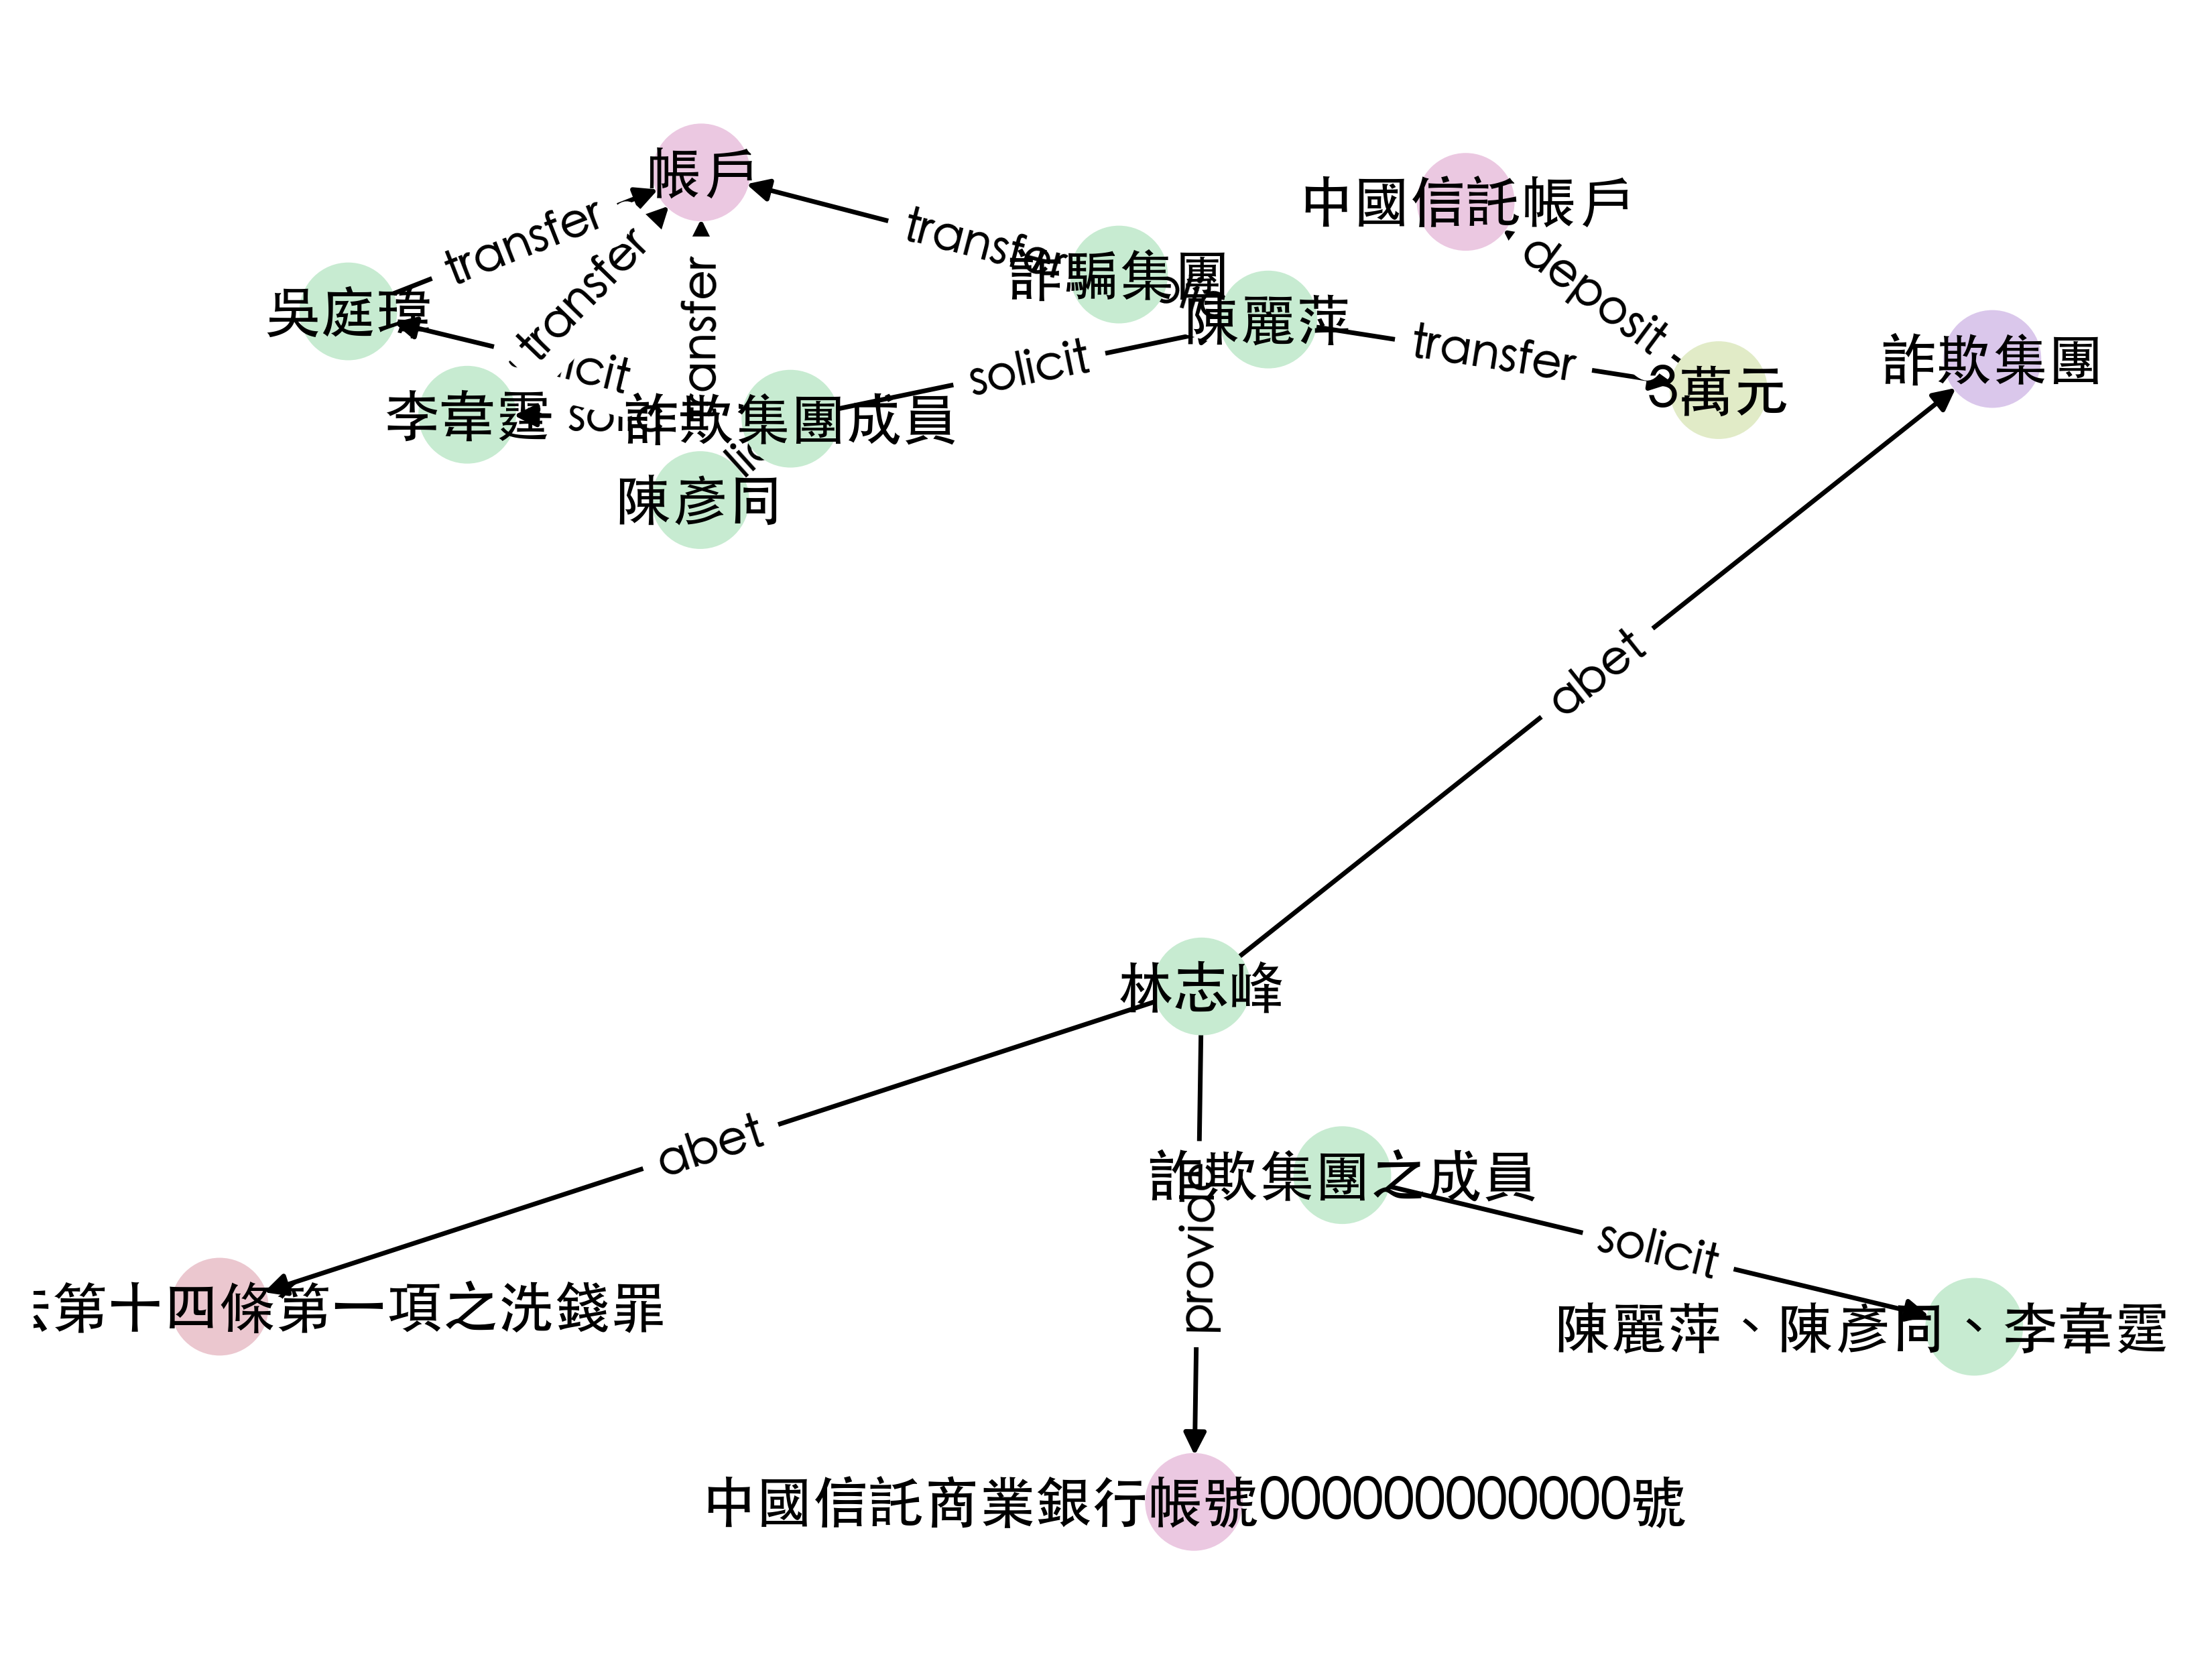 帳戶
中國信託帳戶
transfer
transfer
transfer
deposit
詐騙集團
吳庭瑋
陳麗萍
transfer
solicit
詐欺集團
3萬元
李韋霆
詐欺集團成員
陳彥同
abet
林志峰
abet
詐欺集團之成員
provide
solicit
第十四條第一項之洗錢罪
陳麗萍、陳彥同、李韋霆
中國信託商業銀行帳號000000000000號